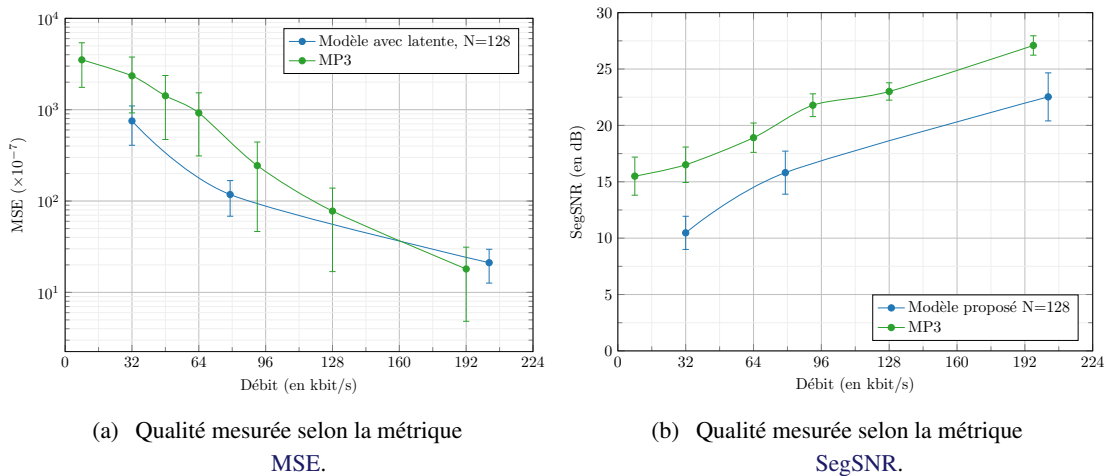 10^4
10^3
10^2
10^1
MSE (×10^−7)
Modèle avec latente, N=128
MP3
0 32 64 96 128 160 192 224
Débit (en kbit/s)
(a) Qualité mesurée selon la métrique
MSE.
30
25
20
15
10
5
0
SegSNR (en dB)
Modèle proposé N=128
MP3
0 32 64 96 128 160 192 224
Débit (en kbit/s)
(b) Qualité mesurée selon la métrique
SegSNR.